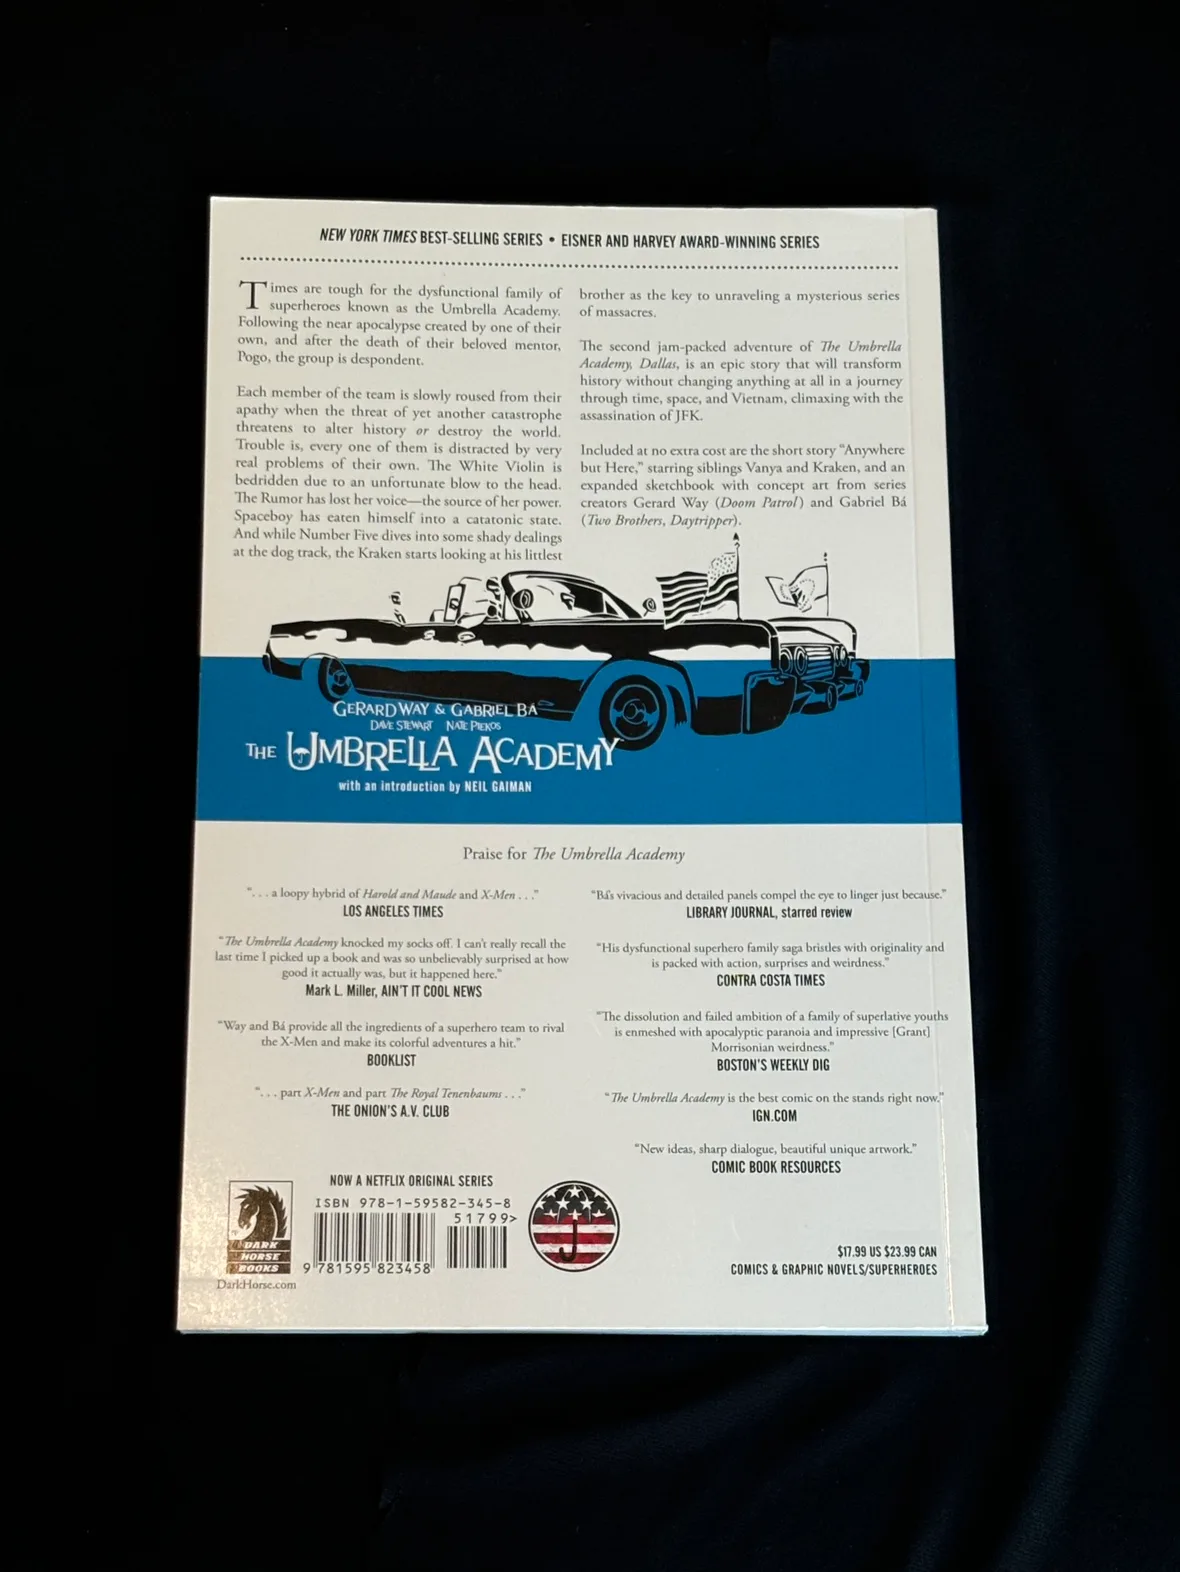 NEW YORK TIMES BEST-SELLING SERIES • EISNER AND HARVEY AWARD-WINNING SERIES
Times are tough for the dysfunctional family of
superheroes known as the Umbrella Academy.
Following the near apocalypse created by one of their
own, and after the death of their beloved mentor,
Pogo, the group is despondent.
Each member of the team is slowly roused from their
apathy when the threat of yet another catastrophe
threatens to alter history or destroy the world.
Trouble is, every one of them is distracted by very
real problems of their own. The White Violin is
bedridden due to an unfortunate blow to the head.
The Rumor has lost her voice—the source of her power.
Spaceboy has eaten himself into a catatonic state.
And while Number Five dives into some shady dealings
at the dog track, the Kraken starts looking at his littlest
brother as the key to unraveling a mysterious series
of massacres.
The second jam-packed adventure of The Umbrella
Academy, Dallas, is an epic story that will transform
history without changing anything at all in a journey
through time, space, and Vietnam, climaxing with the
assassination of JFK.
Included at no extra cost are the short story "Anywhere
but Here," starring siblings Vanya and Kraken, and an
expanded sketchbook with concept art from series
creators Gerard Way (Doom Patrol) and Gabriel Bá
(Two Brothers, Daytripper).
GERARD WAY & GABRIEL BÁ
DAVE STEWART NATE PIEKOS
THE UMBRELLA ACADEMY
with an introduction by NEIL GAIMAN
Praise for The Umbrella Academy
". . . a loopy hybrid of Harold and Maude and X-Men . . ."
LOS ANGELES TIMES
"The Umbrella Academy knocked my socks off. I can't really recall the
last time I picked up a book and was so unbelievably surprised at how
good it actually was, but it happened here."
Mark L. Miller, AIN'T IT COOL NEWS
"Way and Bá provide all the ingredients of a superhero team to rival
the X-Men and make its colorful adventures a hit."
BOOKLIST
". . . part X-Men and part The Royal Tenenbaums . . ."
THE ONION'S A.V. CLUB
"Bá's vivacious and detailed panels compel the eye to linger just because."
LIBRARY JOURNAL, starred review
"His dysfunctional superhero family saga bristles with originality and
is packed with action, surprises and weirdness."
CONTRA COSTA TIMES
"The dissolution and failed ambition of a family of superlative youths
is enmeshed with apocalyptic paranoia and impressive [Grant]
Morrisonian weirdness."
BOSTON'S WEEKLY DIG
"The Umbrella Academy is the best comic on the stands right now."
IGN.COM
"New ideas, sharp dialogue, beautiful unique artwork."
COMIC BOOK RESOURCES
NOW A NETFLIX ORIGINAL SERIES
ISBN 978-1-59582-345-8
51799>
9 781595 823458
DARK
HORSE
BOOKS
DarkHorse.com
$17.99 US $23.99 CAN
COMICS & GRAPHIC NOVELS/SUPERHEROES